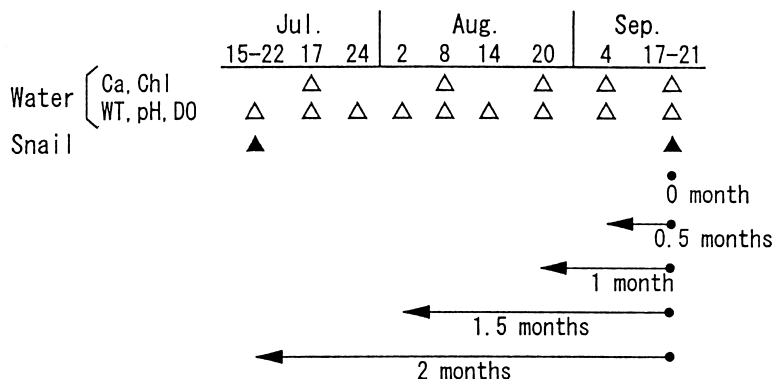 Jul. Aug. Sep.
15-22 17 24 2 8 14 20 4 17-21
Water Ca, Chl
WT, pH, DO
Snail
0 month
0.5 months
1 month
1.5 months
2 months